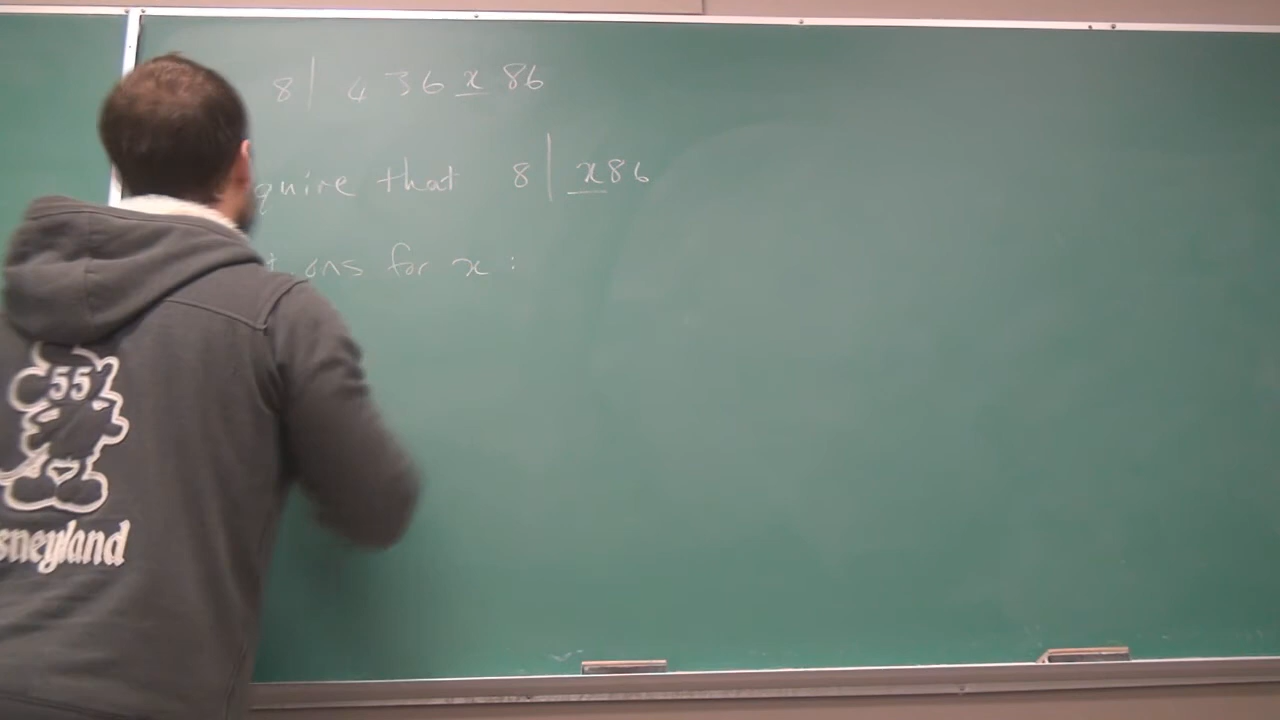 8 | 436x86
quire that 8 | x86
ons for x :
55
sneyland